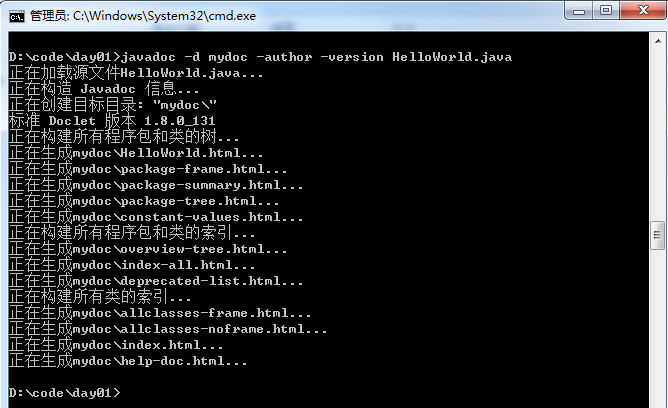 管理员: C:\Windows\System32\cmd.exe
D:\code\day01>javadoc -d mydoc -author -version HelloWorld.java
正在加载源文件HelloWorld.java...
正在构造 Javadoc 信息...
正在创建目标目录: "mydoc\"
标准 Doclet 版本 1.8.0_131
正在构建所有程序包和类的树...
正在生成mydoc\HelloWorld.html...
正在生成mydoc\package-frame.html...
正在生成mydoc\package-summary.html...
正在生成mydoc\package-tree.html...
正在生成mydoc\constant-values.html...
正在构建所有程序包和类的索引...
正在生成mydoc\overview-tree.html...
正在生成mydoc\index-all.html...
正在生成mydoc\deprecated-list.html...
正在构建所有类的索引...
正在生成mydoc\allclasses-frame.html...
正在生成mydoc\allclasses-noframe.html...
正在生成mydoc\index.html...
正在生成mydoc\help-doc.html...
D:\code\day01>